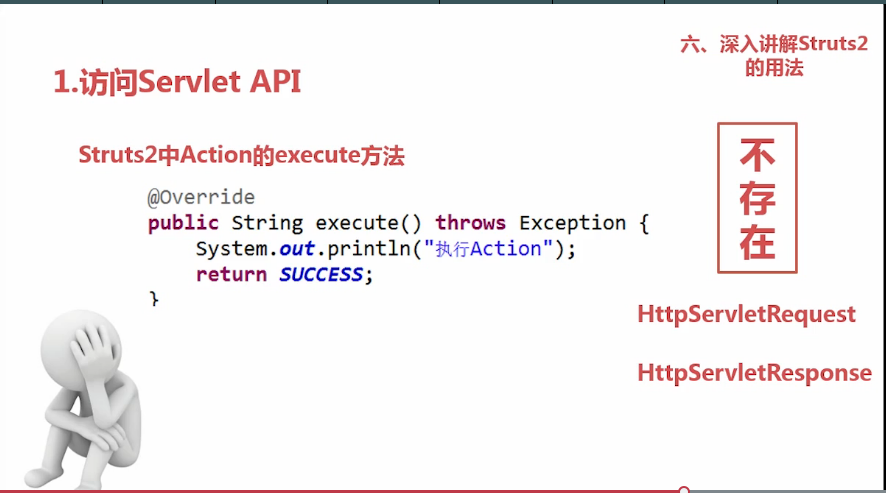 六、深入讲解Struts2
的用法
1.访问Servlet API
Struts2中Action的execute方法
@Override
public String execute() throws Exception {
System.out.println("执行Action");
return SUCCESS;
}
不
存
在
HttpServletRequest
HttpServletResponse